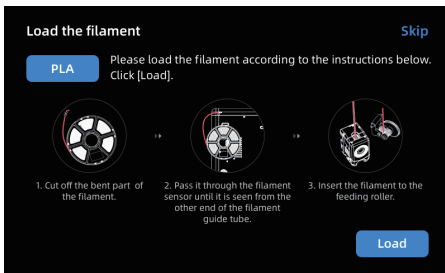 Load the filament
Skip
PLA
Please load the filament according to the instructions below.
Click [Load].
1. Cut off the bent part of
the filament.
2. Pass it through the filament
sensor until it is seen from the
other end of the filament
guide tube.
3. Insert the filament to the
feeding roller.
Load